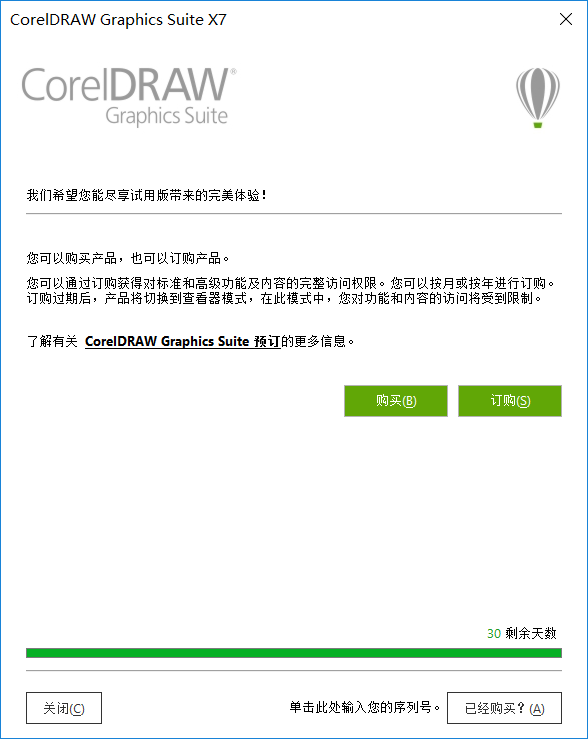 CorelDRAW Graphics Suite X7
CorelDRAW®
Graphics Suite
我们希望您能尽享试用版带来的完美体验！
您可以购买产品，也可以订购产品。
您可以通过订购获得对标准和高级功能及内容的完整访问权限。您可以按月或按年进行订购。
订购过期后，产品将切换到查看器模式，在此模式中，您对功能和内容的访问将受到限制。
了解有关 CorelDRAW Graphics Suite 预订的更多信息。
购买(B) 订购(S)
30 剩余天数
关闭(C) 单击此处输入您的序列号。 已经购买？(A)